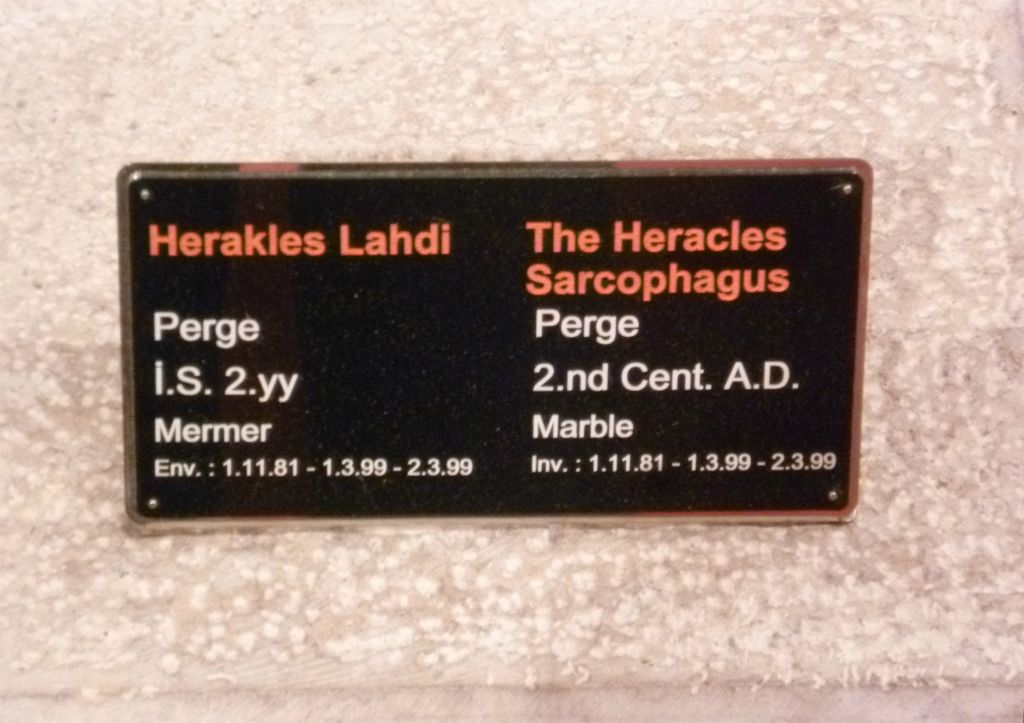 Herakles Lahdi
Perge
İ.S. 2.yy
Mermer
Env. : 1.11.81 - 1.3.99 - 2.3.99
The Heracles
Sarcophagus
Perge
2.nd Cent. A.D.
Marble
Inv. : 1.11.81 - 1.3.99 - 2.3.99